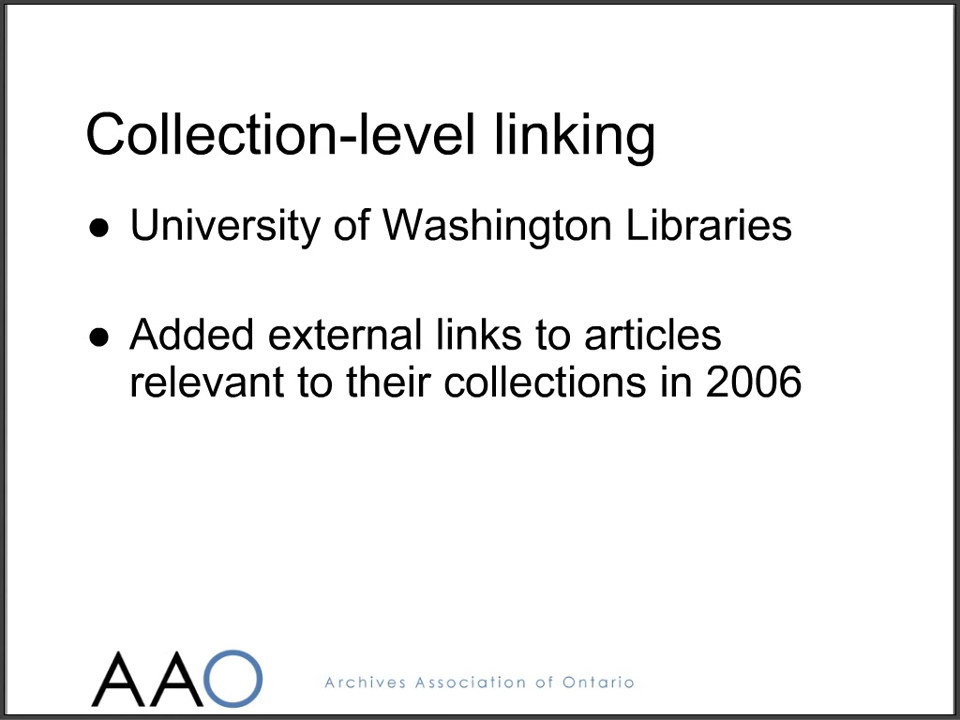 Collection-level linking
● University of Washington Libraries
● Added external links to articles
relevant to their collections in 2006
AAO Archives Association of Ontario